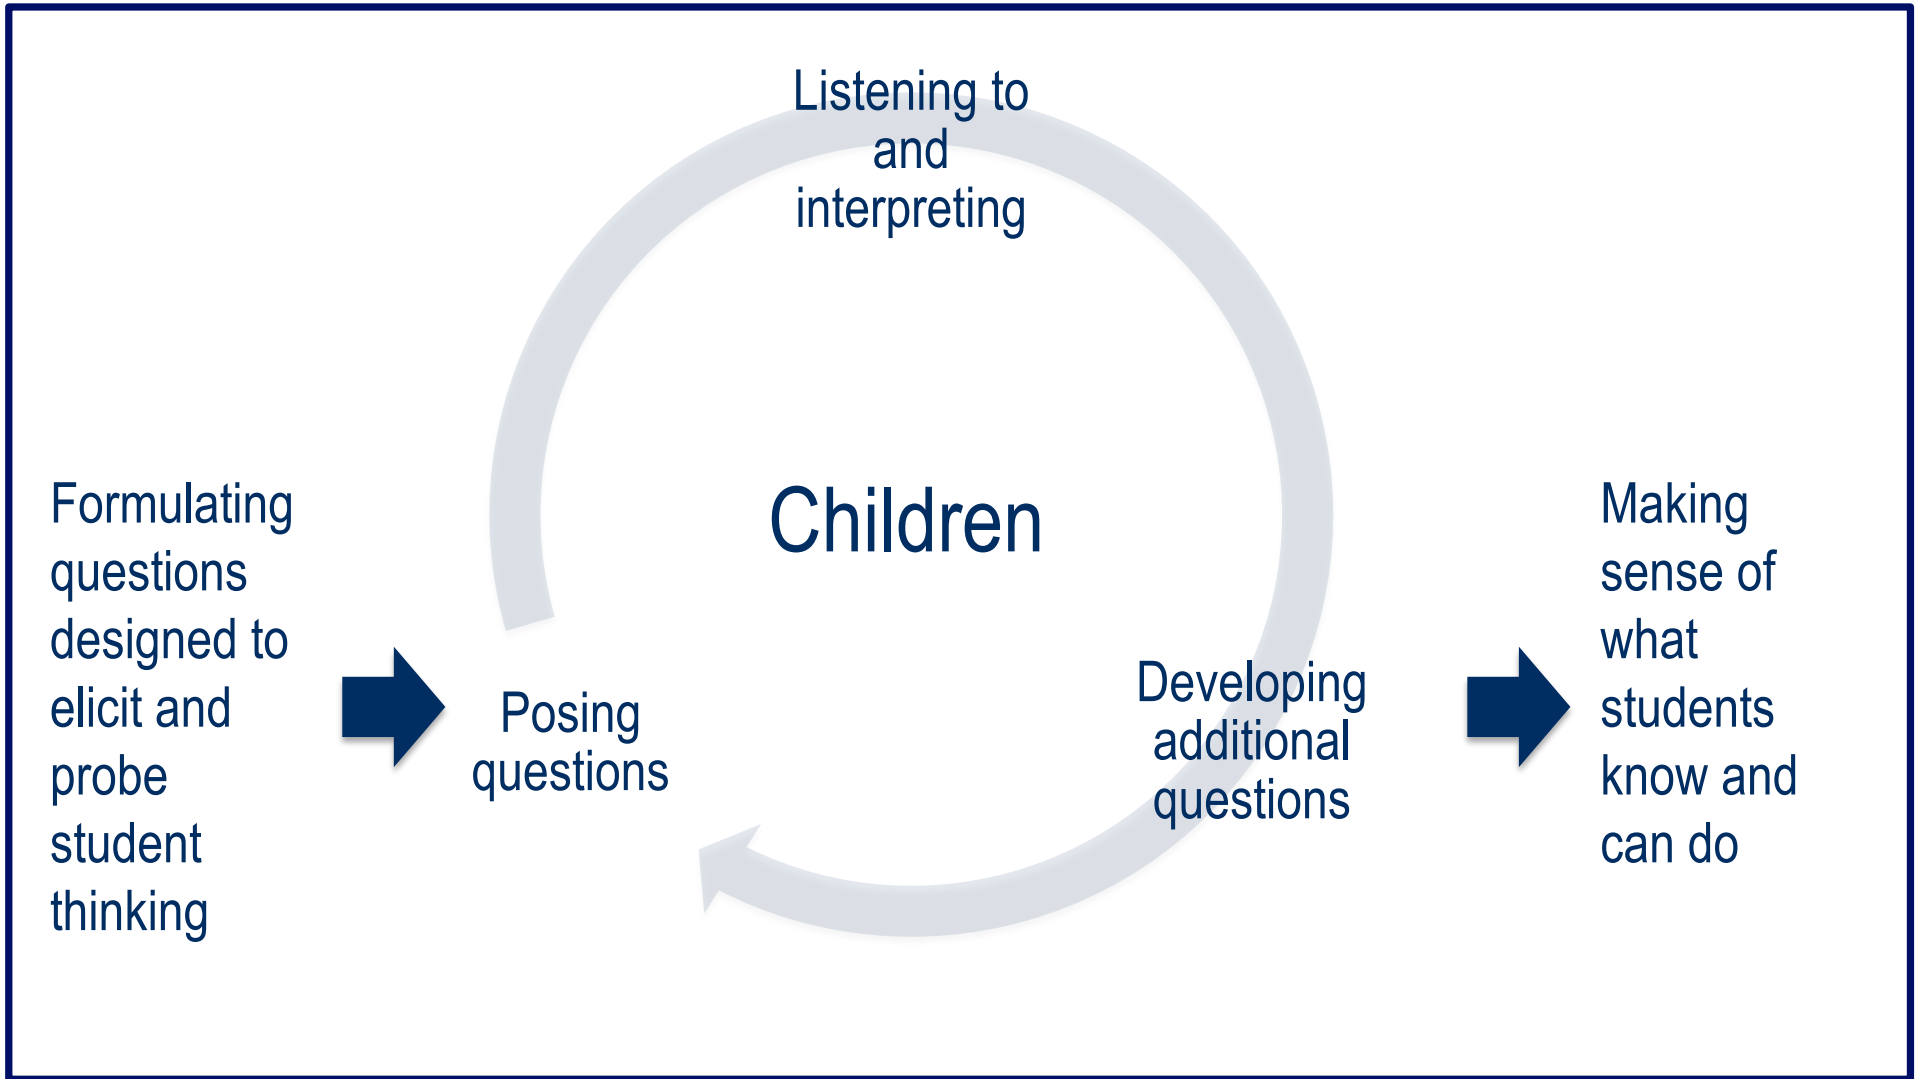 Listening to
and
interpreting
Children
Formulating
questions
designed to
elicit and
probe
student
thinking
Posing
questions
Developing
additional
questions
Making
sense of
what
students
know and
can do